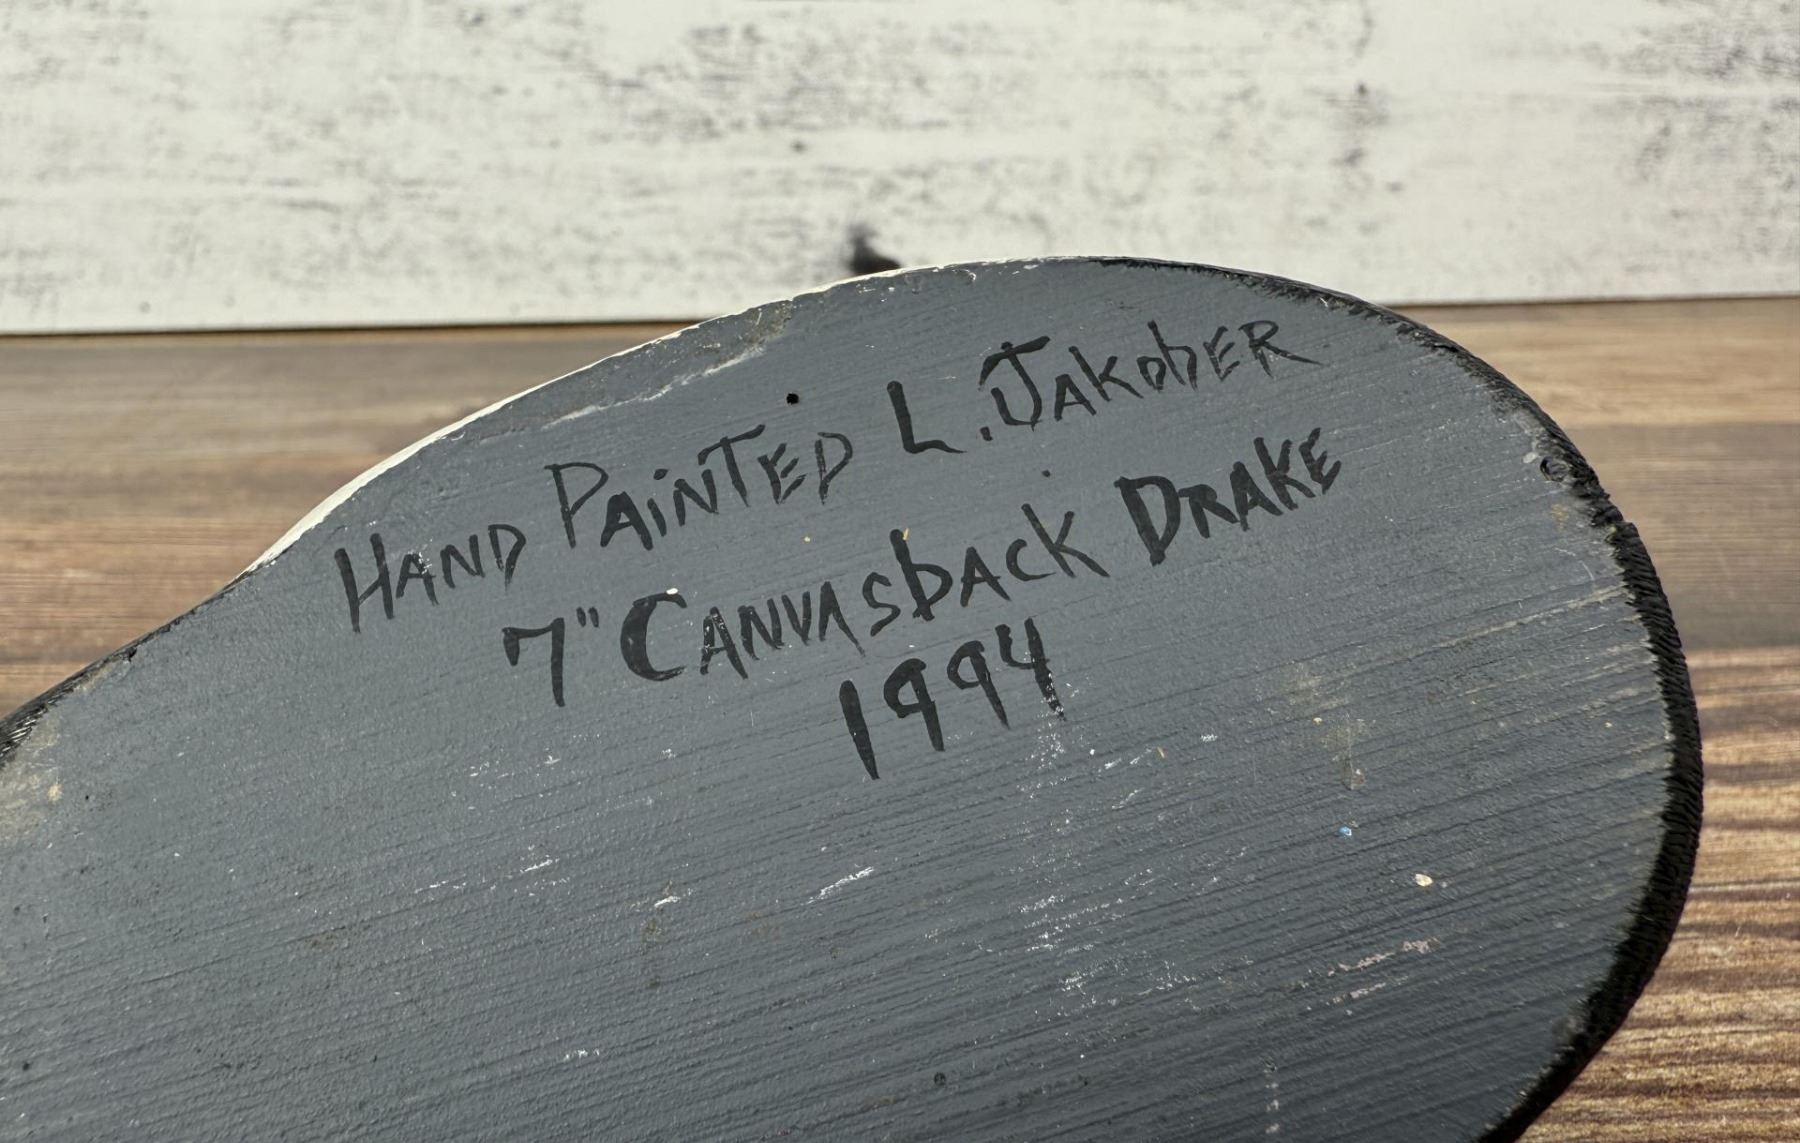 HAND PAiNTED L. JAKObER
7" CANVASbACK DRAKE
1994